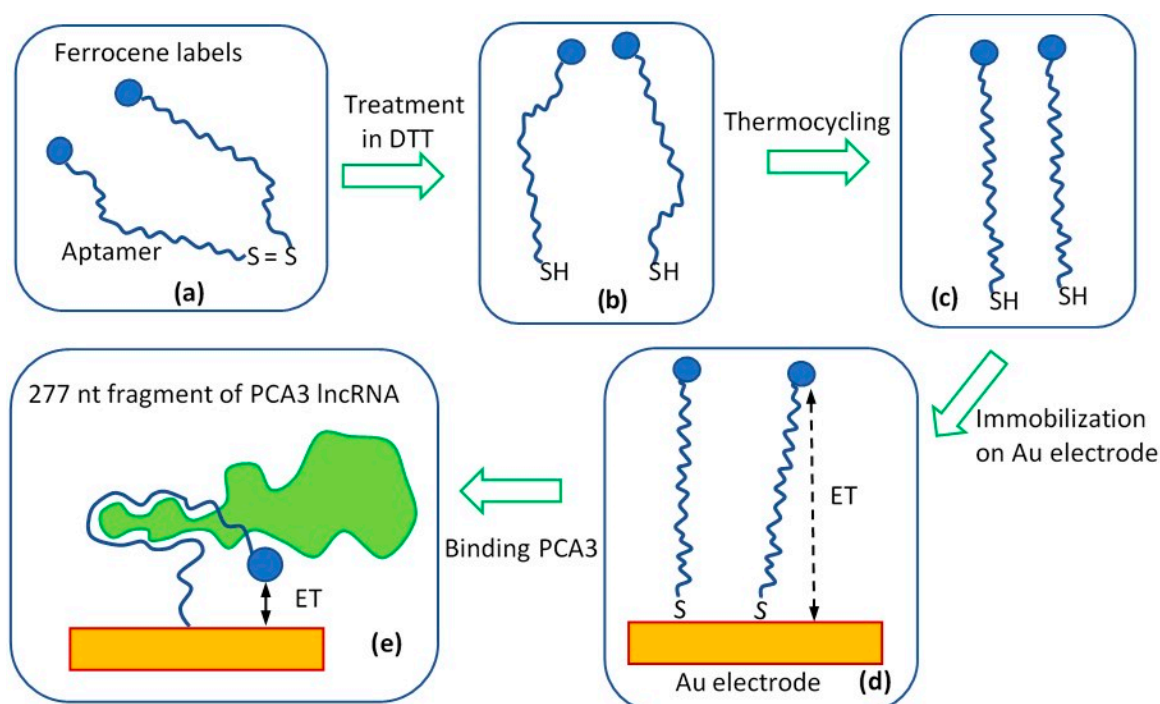 Ferrocene labels
Aptamer
S = S
(a)
Treatment
in DTT
SH
SH
(b)
Thermocycling
SH
SH
(c)
Immobilization
on Au electrode
ET
S
S
Au electrode
(d)
Binding PCA3
277 nt fragment of PCA3 lncRNA
ET
(e)